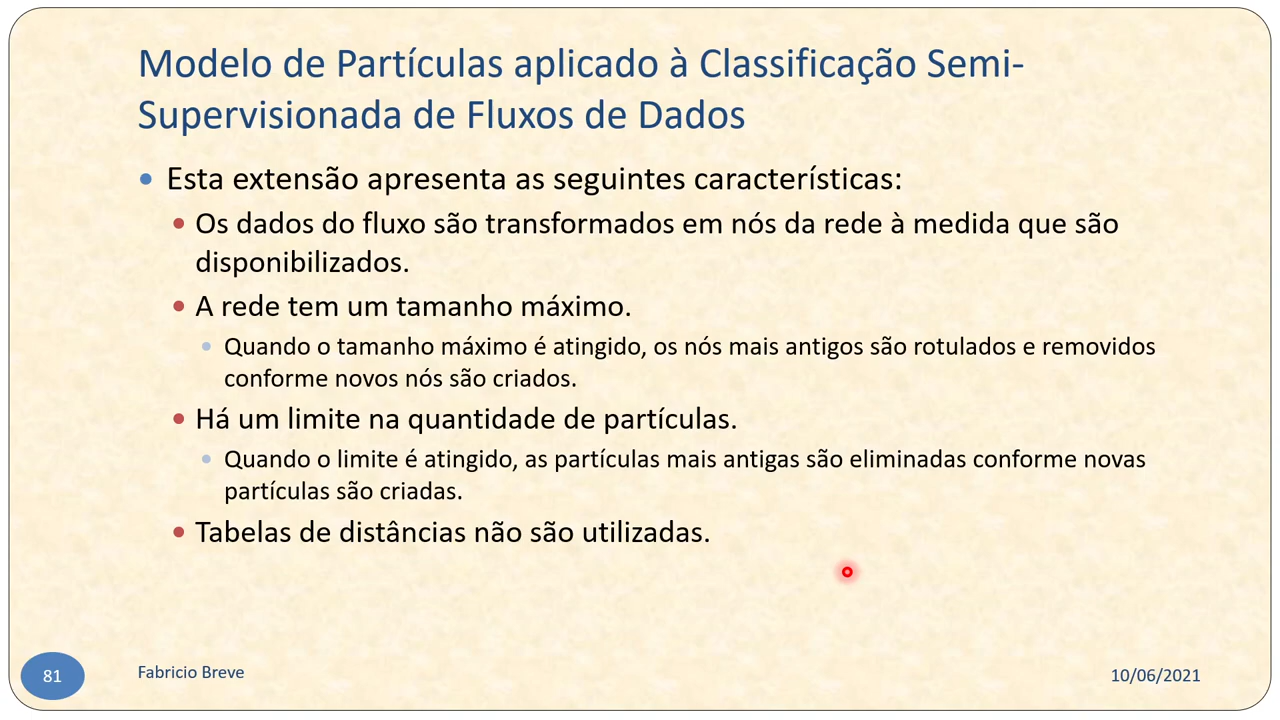 Modelo de Partículas aplicado à Classificação Semi-
Supervisionada de Fluxos de Dados
• Esta extensão apresenta as seguintes características:
• Os dados do fluxo são transformados em nós da rede à medida que são
disponibilizados.
• A rede tem um tamanho máximo.
• Quando o tamanho máximo é atingido, os nós mais antigos são rotulados e removidos
conforme novos nós são criados.
• Há um limite na quantidade de partículas.
• Quando o limite é atingido, as partículas mais antigas são eliminadas conforme novas
partículas são criadas.
• Tabelas de distâncias não são utilizadas.
81
Fabricio Breve
10/06/2021